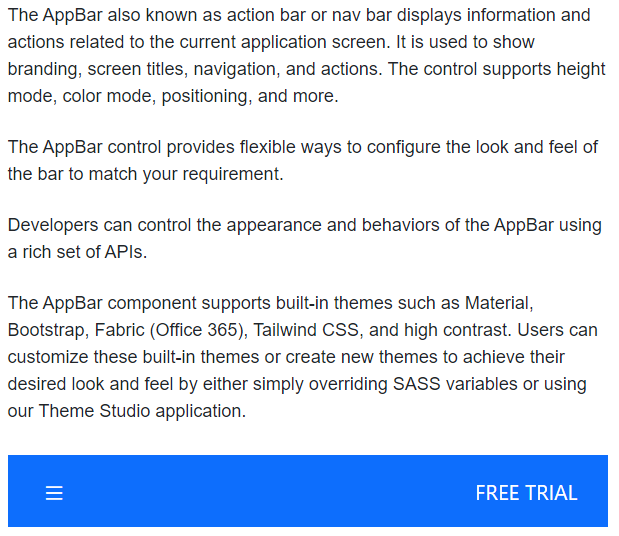 The AppBar also known as action bar or nav bar displays information and
actions related to the current application screen. It is used to show
branding, screen titles, navigation, and actions. The control supports height
mode, color mode, positioning, and more.
The AppBar control provides flexible ways to configure the look and feel of
the bar to match your requirement.
Developers can control the appearance and behaviors of the AppBar using
a rich set of APIs.
The AppBar component supports built-in themes such as Material,
Bootstrap, Fabric (Office 365), Tailwind CSS, and high contrast. Users can
customize these built-in themes or create new themes to achieve their
desired look and feel by either simply overriding SASS variables or using
our Theme Studio application.
FREE TRIAL